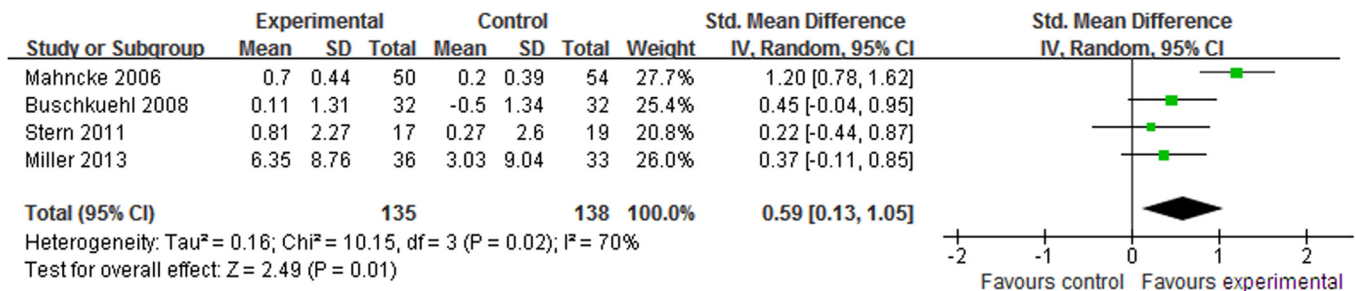 Experimental Control Std. Mean Difference Std. Mean Difference
Study or Subgroup Mean SD Total Mean SD Total Weight IV, Random, 95% CI IV, Random, 95% CI
Mahncke 2006 0.7 0.44 50 0.2 0.39 54 27.7% 1.20 [0.78, 1.62]
Buschkuehl 2008 0.11 1.31 32 -0.5 1.34 32 25.4% 0.45 [-0.04, 0.95]
Stern 2011 0.81 2.27 17 0.27 2.6 19 20.8% 0.22 [-0.44, 0.87]
Miller 2013 6.35 8.76 36 3.03 9.04 33 26.0% 0.37 [-0.11, 0.85]
Total (95% CI) 135 138 100.0% 0.59 [0.13, 1.05]
Heterogeneity: Tau² = 0.16; Chi² = 10.15, df = 3 (P = 0.02); I² = 70%
Test for overall effect: Z = 2.49 (P = 0.01)
-2 -1 0 1 2
Favours control Favours experimental